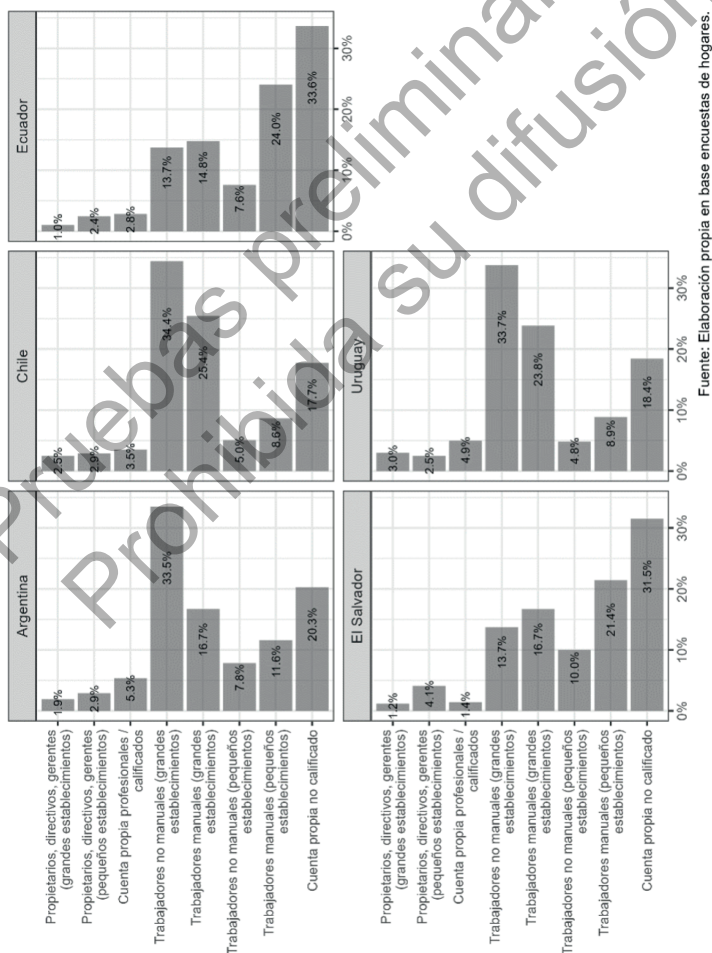 Argentina
Chile
Ecuador
Propietarios, directivos, gerentes
(grandes establecimientos)
1.9%
2.5%
1.0%
Propietarios, directivos, gerentes
(pequeños establecimientos)
2.9%
2.9%
2.4%
Cuenta propia profesionales /
calificados
5.3%
3.5%
2.8%
Trabajadores no manuales (grandes
establecimientos)
33.5%
34.4%
13.7%
Trabajadores manuales (grandes
establecimientos)
16.7%
25.4%
14.8%
Trabajadores no manuales (pequeños
establecimientos)
7.8%
5.0%
7.6%
Trabajadores manuales (pequeños
establecimientos)
11.6%
8.6%
24.0%
Cuenta propia no calificado
20.3%
17.7%
33.6%
0% 10% 20% 30%
El Salvador
Uruguay
Propietarios, directivos, gerentes
(grandes establecimientos)
1.2%
3.0%
Propietarios, directivos, gerentes
(pequeños establecimientos)
4.1%
2.5%
Cuenta propia profesionales /
calificados
1.4%
4.9%
Trabajadores no manuales (grandes
establecimientos)
13.7%
33.7%
Trabajadores manuales (grandes
establecimientos)
16.7%
23.8%
Trabajadores no manuales (pequeños
establecimientos)
10.0%
4.8%
Trabajadores manuales (pequeños
establecimientos)
21.4%
8.9%
Cuenta propia no calificado
31.5%
18.4%
0% 10% 20% 30%
0% 10% 20% 30%
Fuente: Elaboración propia en base encuestas de hogares.
Pruebas
Prohibida su difusión